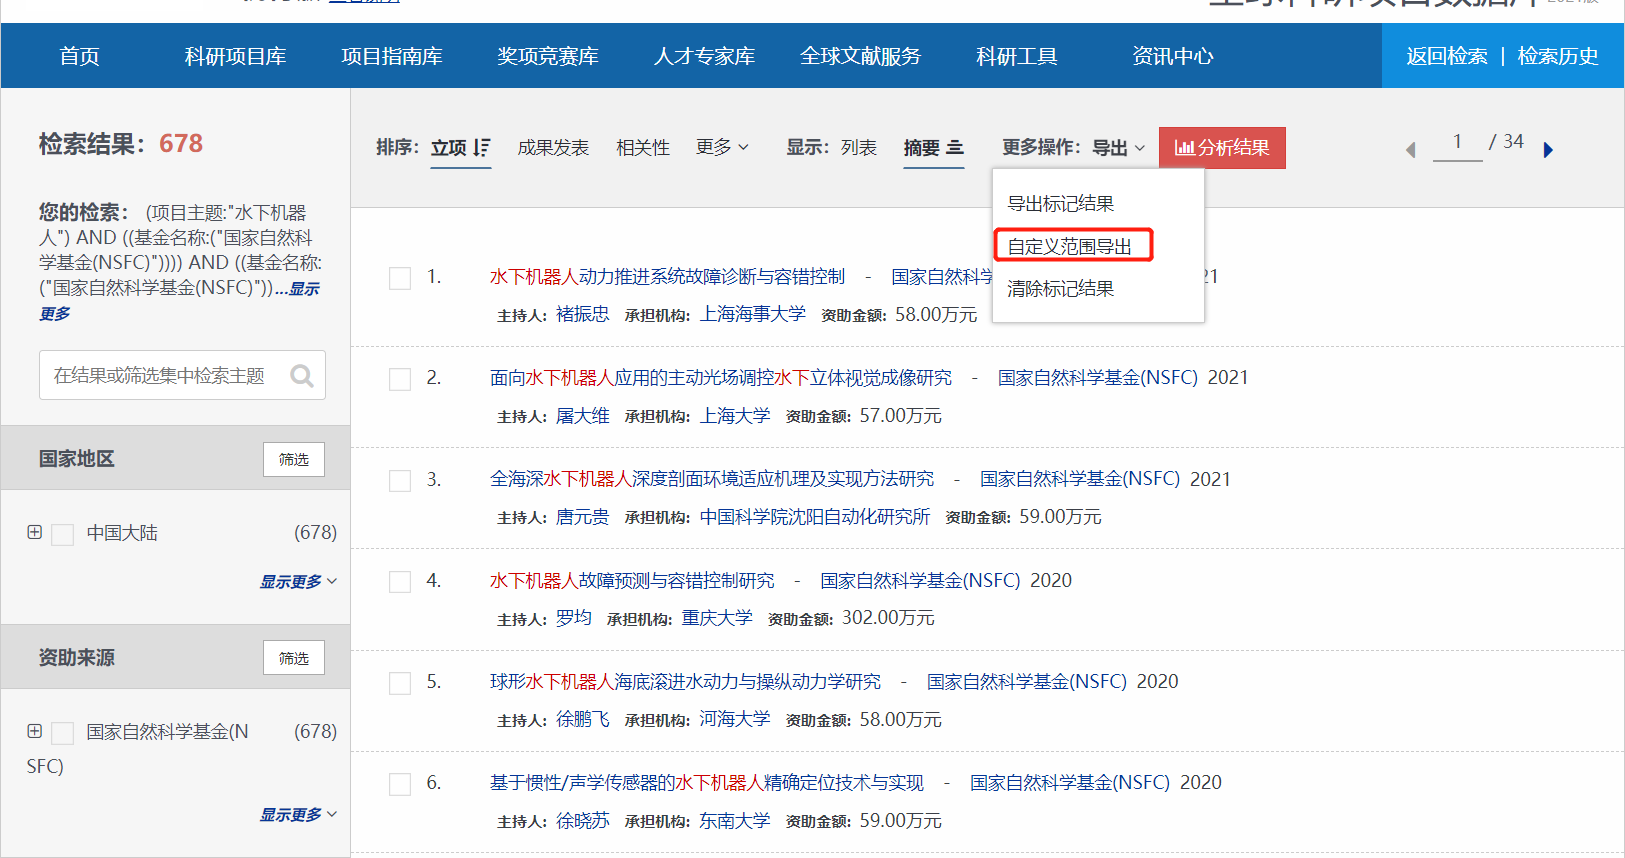 首页 科研项目库 项目指南库 奖项竞赛库 人才专家库 全球文献服务 科研工具 资讯中心 返回检索 | 检索历史
检索结果：678
排序： 立项 成果发表 相关性 更多 显示： 列表 摘要 更多操作： 导出 分析结果 1 / 34
导出标记结果
自定义范围导出
清除标记结果
您的检索： (项目主题:"水下机器
人") AND ((基金名称:("国家自然科
学基金(NSFC)")))) AND ((基金名称:
("国家自然科学基金(NSFC)"))...显示
更多
在结果或筛选集中检索主题
国家地区 筛选
中国大陆 (678)
显示更多
资助来源 筛选
国家自然科学基金(N (678)
SFC)
显示更多
1. 水下机器人动力推进系统故障诊断与容错控制 - 国家自然科学 21
主持人: 褚振忠 承担机构: 上海海事大学 资助金额: 58.00万元
2. 面向水下机器人应用的主动光场调控水下立体视觉成像研究 - 国家自然科学基金(NSFC) 2021
主持人: 屠大维 承担机构: 上海大学 资助金额: 57.00万元
3. 全海深水下机器人深度剖面环境适应机理及实现方法研究 - 国家自然科学基金(NSFC) 2021
主持人: 唐元贵 承担机构: 中国科学院沈阳自动化研究所 资助金额: 59.00万元
4. 水下机器人故障预测与容错控制研究 - 国家自然科学基金(NSFC) 2020
主持人: 罗均 承担机构: 重庆大学 资助金额: 302.00万元
5. 球形水下机器人海底滚进水动力与操纵动力学研究 - 国家自然科学基金(NSFC) 2020
主持人: 徐鹏飞 承担机构: 河海大学 资助金额: 58.00万元
6. 基于惯性/声学传感器的水下机器人精确定位技术与实现 - 国家自然科学基金(NSFC) 2020
主持人: 徐晓苏 承担机构: 东南大学 资助金额: 59.00万元